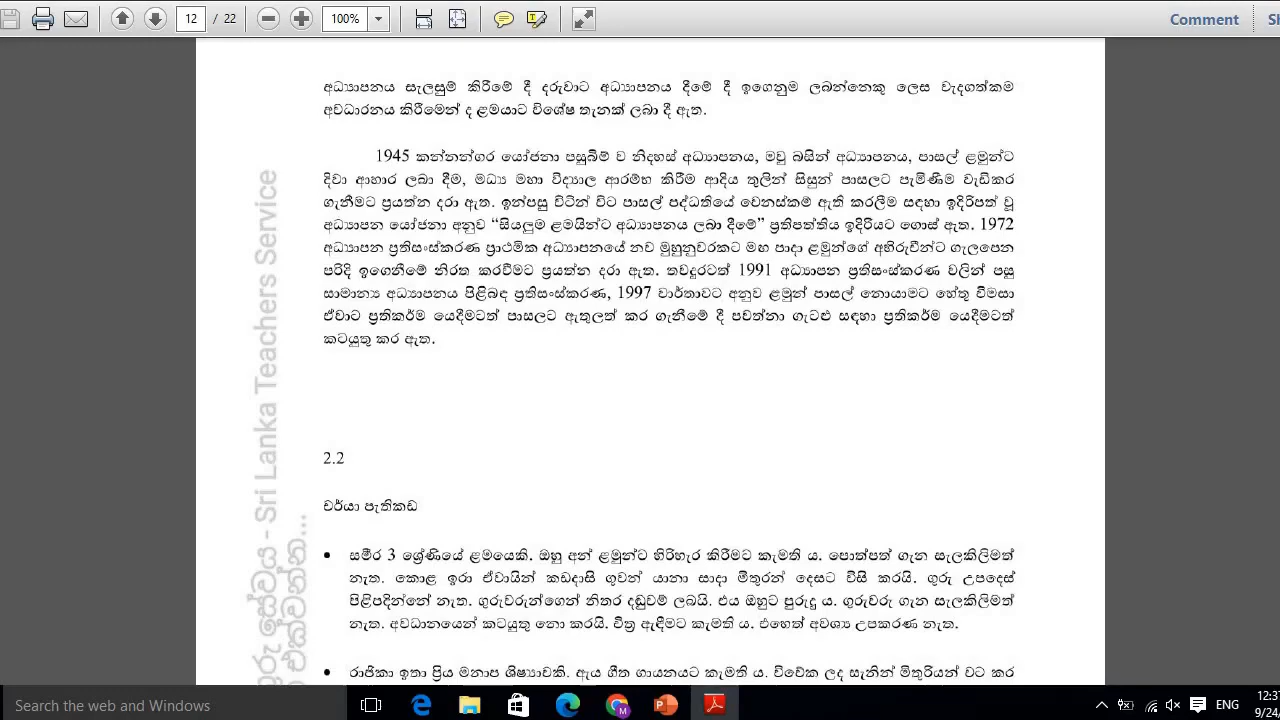 12 / 22
100%
Comment
Sh
අධ්‍යාපනය සැලසුම් කිරීමේ දී දරුවාට අධ්‍යාපනය දීමේ දී ඉගෙනුම ලබන්නෙකු ලෙස වැදගත්කම
අවධාරනය කිරීමෙන් ද ළමයාට විශේෂ තැනක් ලබා දී ඇත.
1945 කන්නන්ගර යෝජනා පසුබිම් ව නිදහස් අධ්‍යාපනය, මවු බසින් අධ්‍යාපනය, පාසල් ළමුන්ට
දිවා ආහාර ලබා දීම, මධ්‍ය මහා විද්‍යාල ආරම්භ කිරීම ආදිය තුලින් සිසුන් පාසලට පැමිණීම වැඩිකර
ගැනීමට ප්‍රයත්න දරා ඇත. ඉන්පසු විටින් විට පාසල් පද්ධතියේ වෙනස්කම් ඇති කරලීම සඳහා ඉදිරිපත් වූ
අධ්‍යාපන යෝජනා අනුව “සියලුම ළමයින්ට අධ්‍යාපනය ලබා දීමේ” ප්‍රතිපත්තිය ඉදිරියට ගොස් ඇත. 1972
අධ්‍යාපන ප්‍රතිසංස්කරණ ප්‍රාථමික අධ්‍යාපනයේ නව මුහුනුවරකට මඟ පාදා ළමුන්ගේ අභිරුචීන්ට ගැලපෙන
පරිදි ඉගෙනීමේ නිරත කරවීමට ප්‍රයත්න දරා ඇත. තවදුරටත් 1991 අධ්‍යාපන ප්‍රතිසංස්කරණ වලින් පසු
සාමාන්‍ය අධ්‍යාපනය පිළිබඳ ප්‍රතිසංස්කරණ, 1997 වාර්තාවට අනුව ළමුන් පාසල් නොයාමට හේතු විමසා
ඒවාට ප්‍රතිකර්ම යෙදීමටත් පාසලට ඇතුලත් කර ගැනීමේ දී පවත්නා ගැටළු සඳහා ප්‍රතිකර්ම යෙදීමටත්
කටයුතු කර ඇත.
2.2
චර්යා පැතිකඩ
• සමීර 3 ශ්‍රේණියේ ළමයෙකි. ඔහු අන් ළමුන්ට හිරිහැර කිරීමට කැමති ය. පොත්පත් ගැන සැලකිලිමත්
නැත. කොළ ඉරා ඒවායින් කඩදාසි ගුවන් යානා සාදා මිතුරන් දෙසට විසි කරයි. ගුරු උපදෙස්
පිළිපදින්නේ නැත. ගුරුවරුන්ගෙන් නිතර දඬුවම් ලබයි. එය ඔහුට පුරුදු ය. ගුරුවරු ගැන සැලකිලිමත්
නැත. අවධානයෙන් කටයුතු නො කරයි. චිත්‍ර ඇඳීමට කැමති ය. එහෙත් අවශ්‍ය උපකරණ නැත.
• රාජිකා ඉතා ප්‍රිය මනාප ශිෂ්‍යාවකි. ඇය ගීත ගායනයට කැමති ය. විවේක ලද සැනින් මිතුරියන් වට කර
ගුරු සේවය - Sri Lanka Teachers Service
එක්වන්න...
Search the web and Windows
ENG
12:3
9/24